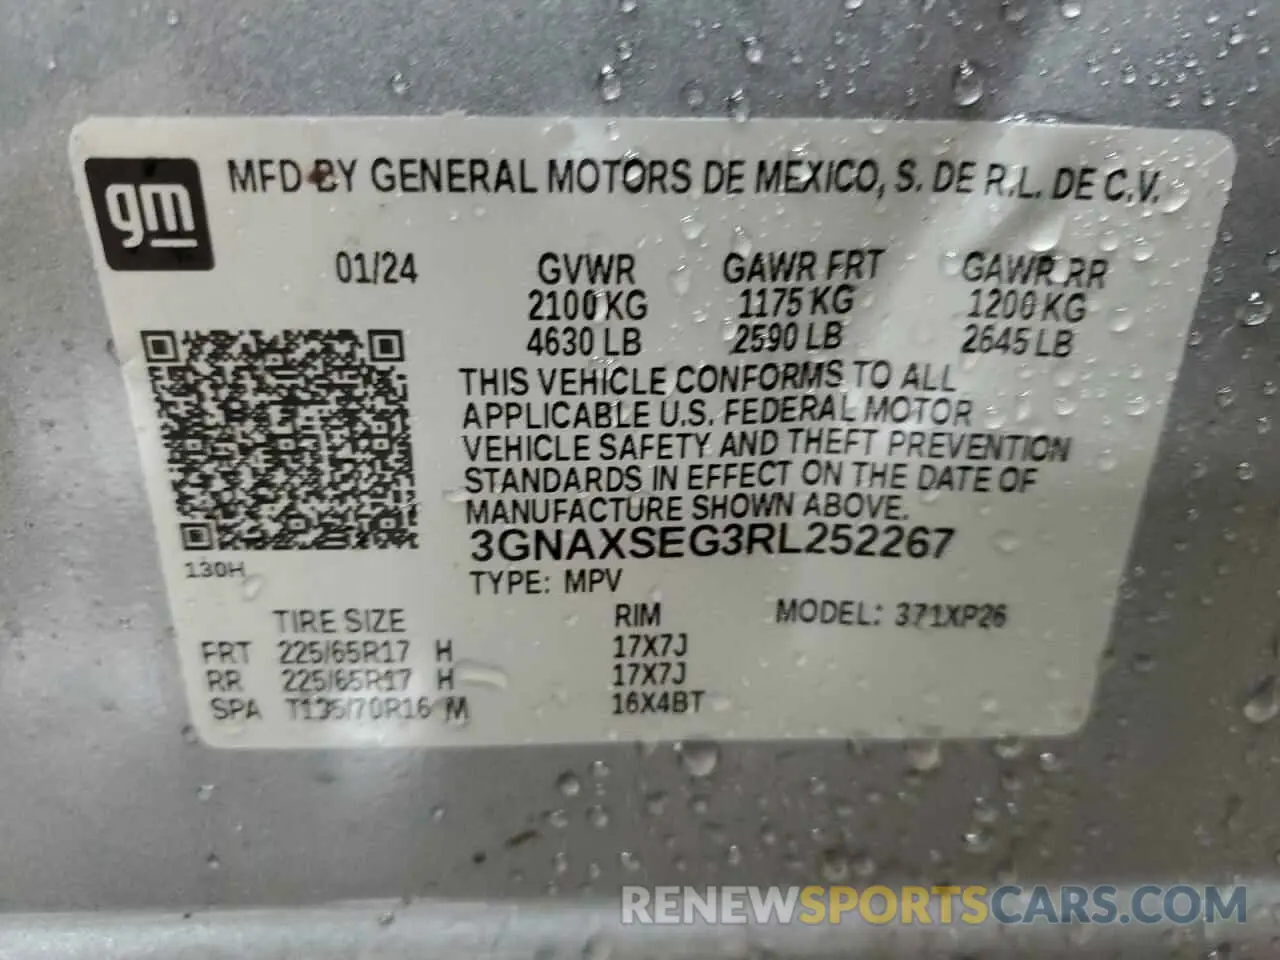 gm
MFD BY GENERAL MOTORS DE MEXICO, S. DE R.L. DE C.V.
01/24 GVWR GAWR FRT GAWR RR
2100 KG 1175 KG 1200 KG
4630 LB 2590 LB 2645 LB
THIS VEHICLE CONFORMS TO ALL
APPLICABLE U.S. FEDERAL MOTOR
VEHICLE SAFETY AND THEFT PREVENTION
STANDARDS IN EFFECT ON THE DATE OF
MANUFACTURE SHOWN ABOVE.
3GNAXSEG3RL252267
130H
TYPE: MPV
TIRE SIZE RIM MODEL: 371XP26
FRT 225/65R17 H 17X7J
RR 225/65R17 H 17X7J
SPA T135/70R16 M 16X4BT
RENEWSPORTSCARS.COM